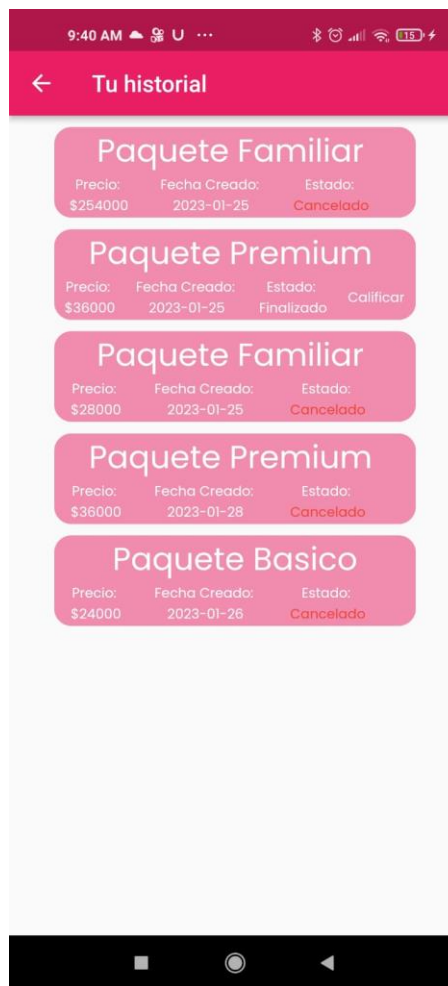 9:40 AM U ... 15
Tu historial
Paquete Familiar
Precio: Fecha Creado: Estado:
$254000 2023-01-25 Cancelado
Paquete Premium
Precio: Fecha Creado: Estado: Calificar
$36000 2023-01-25 Finalizado
Paquete Familiar
Precio: Fecha Creado: Estado:
$28000 2023-01-25 Cancelado
Paquete Premium
Precio: Fecha Creado: Estado:
$36000 2023-01-28 Cancelado
Paquete Basico
Precio: Fecha Creado: Estado:
$24000 2023-01-26 Cancelado